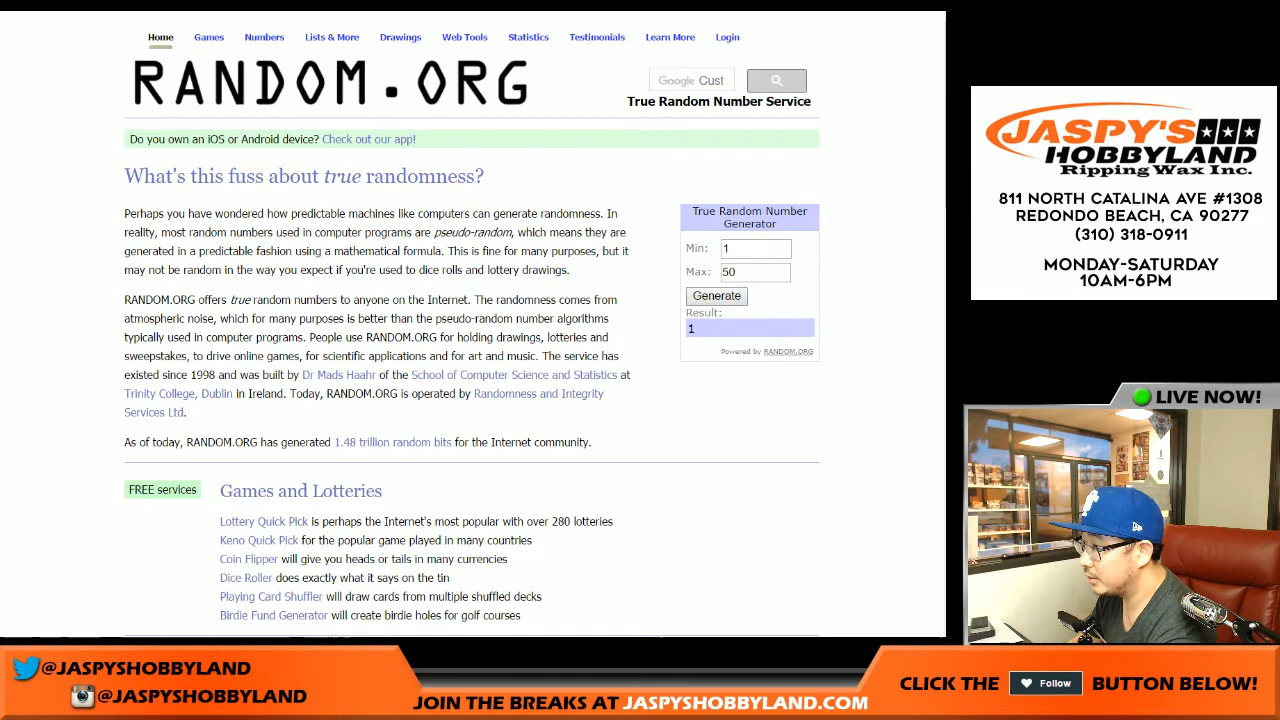 Home Games Numbers Lists & More Drawings Web Tools Statistics Testimonials Learn More Login
RANDOM.ORG
Google Cust
True Random Number Service
Do you own an iOS or Android device? Check out our app!
What's this fuss about true randomness?
Perhaps you have wondered how predictable machines like computers can generate randomness. In
reality, most random numbers used in computer programs are pseudo-random, which means they are
generated in a predictable fashion using a mathematical formula. This is fine for many purposes, but it
may not be random in the way you expect if you're used to dice rolls and lottery drawings.
RANDOM.ORG offers true random numbers to anyone on the Internet. The randomness comes from
atmospheric noise, which for many purposes is better than the pseudo-random number algorithms
typically used in computer programs. People use RANDOM.ORG for holding drawings, lotteries and
sweepstakes, to drive online games, for scientific applications and for art and music. The service has
existed since 1998 and was built by Dr Mads Haahr of the School of Computer Science and Statistics at
Trinity College, Dublin in Ireland. Today, RANDOM.ORG is operated by Randomness and Integrity
Services Ltd.
As of today, RANDOM.ORG has generated 1.48 trillion random bits for the Internet community.
True Random Number
Generator
Min: 1
Max: 50
Generate
Result:
1
Powered by RANDOM.ORG
FREE services
Games and Lotteries
Lottery Quick Pick is perhaps the Internet's most popular with over 280 lotteries
Keno Quick Pick for the popular game played in many countries
Coin Flipper will give you heads or tails in many currencies
Dice Roller does exactly what it says on the tin
Playing Card Shuffler will draw cards from multiple shuffled decks
Birdie Fund Generator will create birdie holes for golf courses
JASPY'S
HOBBYLAND
Ripping Wax Inc.
811 NORTH CATALINA AVE #1308
REDONDO BEACH, CA 90277
(310) 318-0911
MONDAY-SATURDAY
10AM-6PM
LIVE NOW!
@JASPYSHOBBYLAND
@JASPYSHOBBYLAND
JOIN THE BREAKS AT JASPYSHOBBYLAND.COM
CLICK THE Follow BUTTON BELOW!